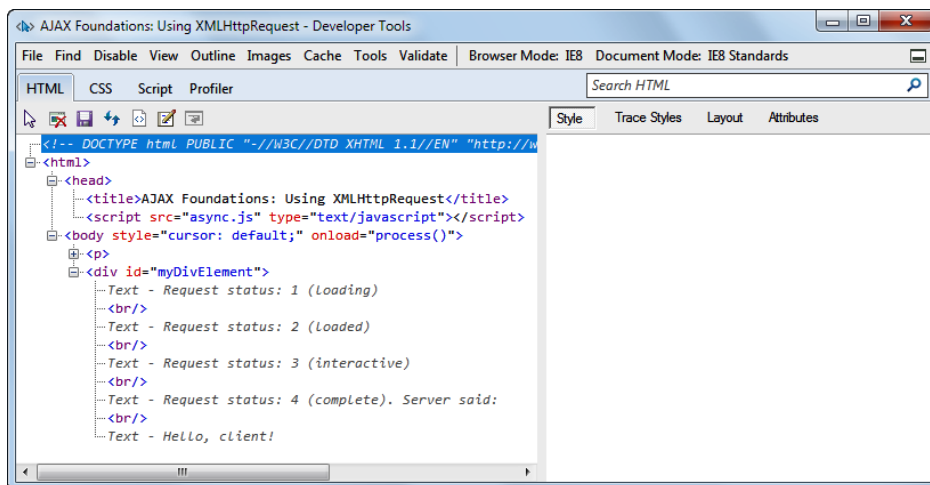 AJAX Foundations: Using XMLHttpRequest - Developer Tools
File Find Disable View Outline Images Cache Tools Validate Browser Mode: IE8 Document Mode: IE8 Standards
HTML CSS Script Profiler Search HTML
Style Trace Styles Layout Attributes
<!-- DOCTYPE html PUBLIC "-//W3C//DTD XHTML 1.1//EN" "http://w
<html>
<head>
<title>AJAX Foundations: Using XMLHttpRequest</title>
<script src="async.js" type="text/javascript"></script>
<body style="cursor: default;" onload="process()">
<p>
<div id="myDivElement">
Text - Request status: 1 (loading)
<br/>
Text - Request status: 2 (loaded)
<br/>
Text - Request status: 3 (interactive)
<br/>
Text - Request status: 4 (complete). Server said:
<br/>
Text - Hello, client!